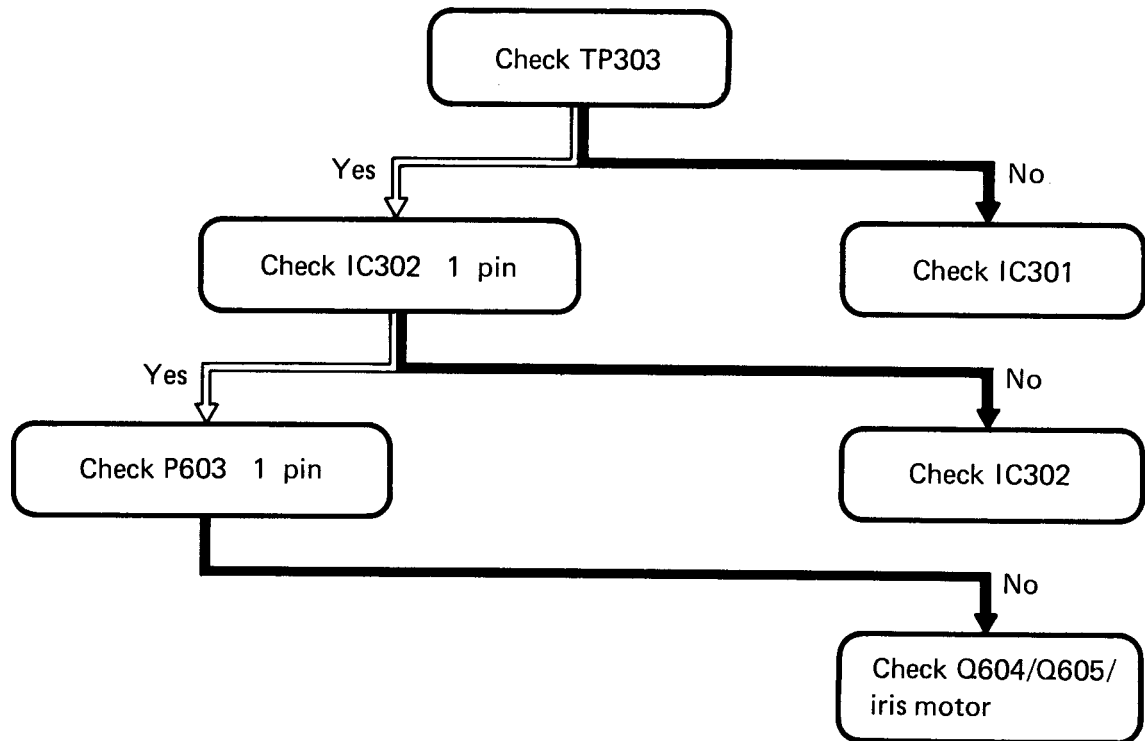 Check TP303
Yes
No
Check IC302 1 pin
Check IC301
Yes
No
Check P603 1 pin
Check IC302
No
Check Q604/Q605/
iris motor